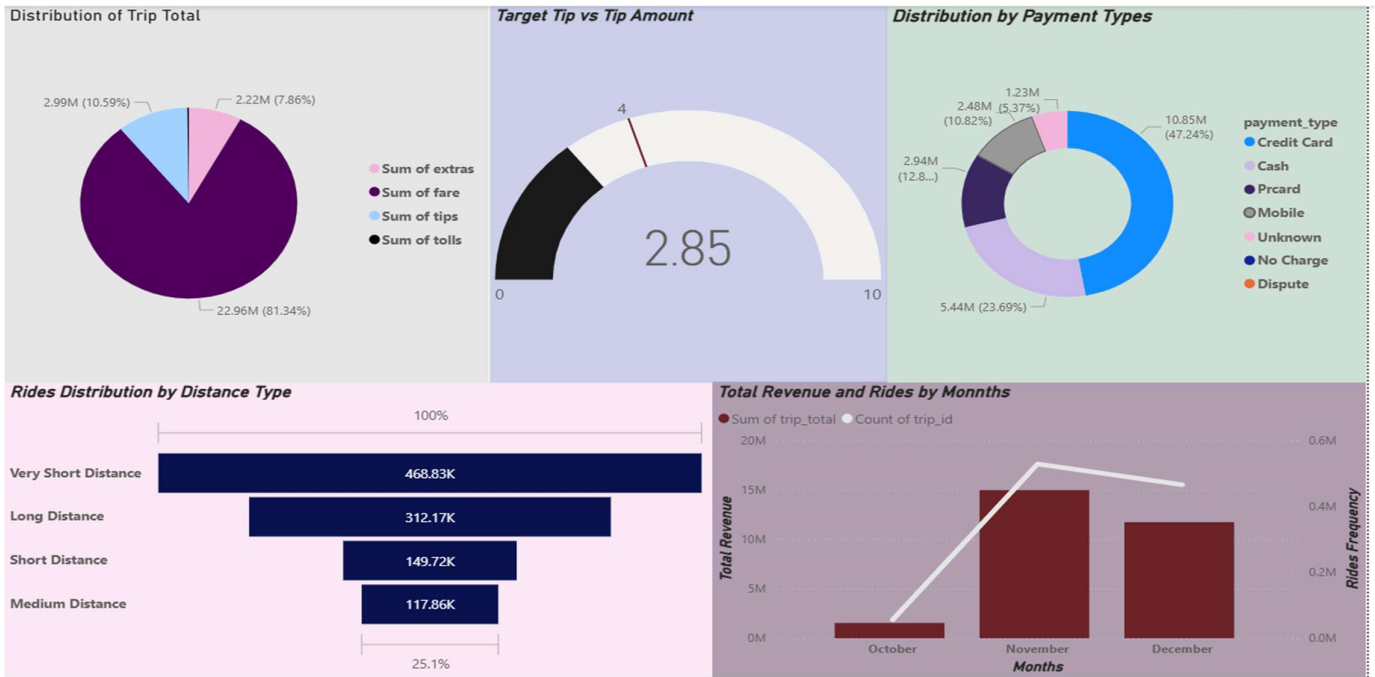 Distribution of Trip Total
2.99M (10.59%)
2.22M (7.86%)
22.96M (81.34%)
Sum of extras
Sum of fare
Sum of tips
Sum of tolls
Target Tip vs Tip Amount
4
2.85
0
10
Distribution by Payment Types
1.23M
(5.37%)
2.48M
(10.82%)
2.94M
(12.8...)
5.44M (23.69%)
10.85M
(47.24%)
payment_type
Credit Card
Cash
Prcard
Mobile
Unknown
No Charge
Dispute
Rides Distribution by Distance Type
100%
Very Short Distance
468.83K
Long Distance
312.17K
Short Distance
149.72K
Medium Distance
117.86K
25.1%
Total Revenue and Rides by Monnths
Sum of trip_total
Count of trip_id
20M
15M
10M
5M
0M
Total Revenue
0.6M
0.4M
0.2M
0.0M
Rides Frequency
October
November
December
Months